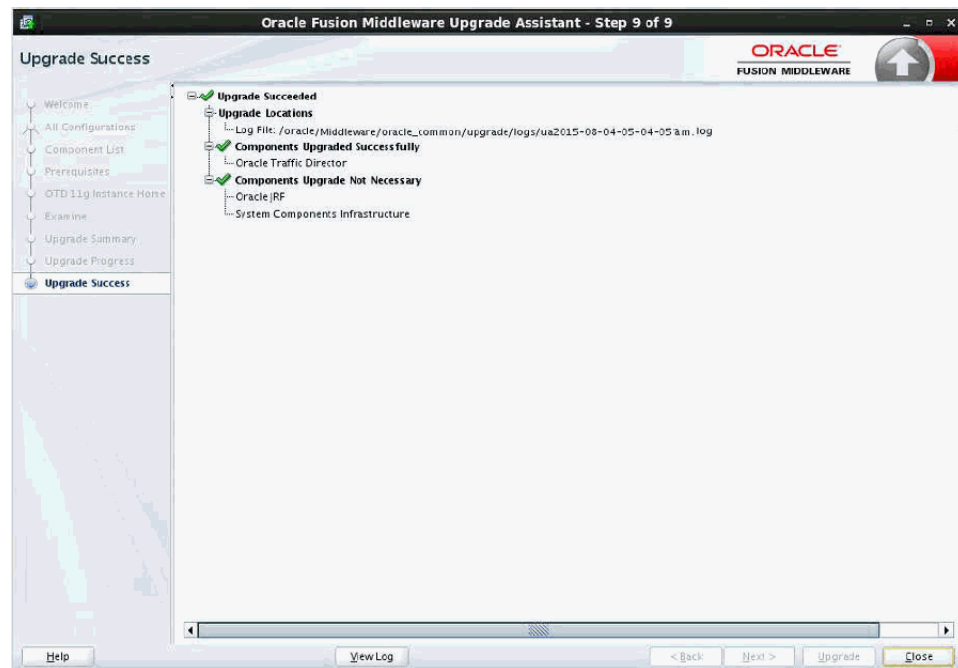 Oracle Fusion Middleware Upgrade Assistant - Step 9 of 9
Upgrade Success
ORACLE
FUSION MIDDLEWARE
Welcome
All Configurations
Component List
Prerequisites
OTD 11g Instance Home
Examine
Upgrade Summary
Upgrade Progress
Upgrade Success
Upgrade Succeeded
Upgrade Locations
Log File: /oracle/Middleware/oracle_common/upgrade/logs/ua2015-08-04-05-04-05am.log
Components Upgraded Successfully
Oracle Traffic Director
Components Upgrade Not Necessary
Oracle JRF
System Components Infrastructure
Help
View Log
< Back
Next >
Upgrade
Close